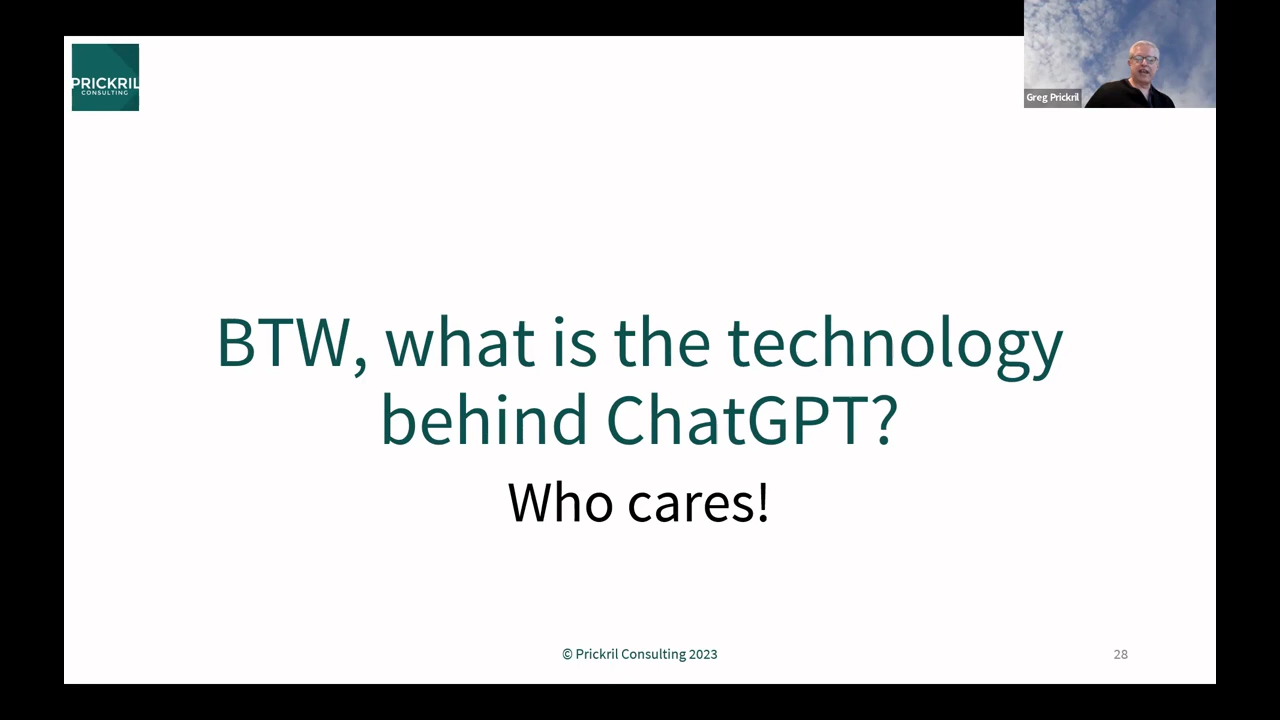 PRICKRIL
CONSULTING
Greg Prickril
BTW, what is the technology
behind ChatGPT?
Who cares!
© Prickril Consulting 2023
28